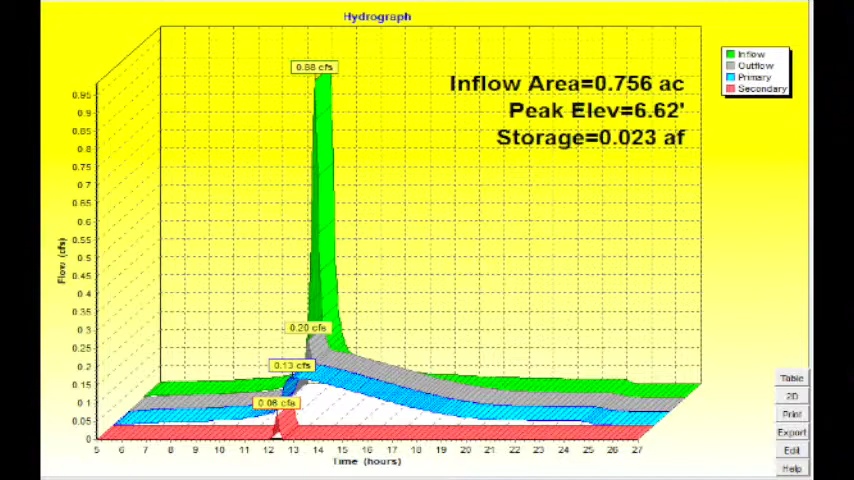 Hydrograph
0.88 cfs
Inflow Area=0.756 ac
Peak Elev=6.62'
Storage=0.023 af
Inflow
Outflow
Primary
Secondary
0.95
0.9
0.85
0.8
0.75
0.7
0.65
0.6
0.55
0.5
0.45
0.4
0.35
0.3
0.25
0.2
0.15
0.1
0.05
0
Flow (cfs)
0.20 cfs
0.13 cfs
0.06 cfs
5 6 7 8 9 10 11 12 13 14 15 16 17 18 19 20 21 22 23 24 25 26 27
Time (hours)
Table
2D
Print
Export
Edit
Help